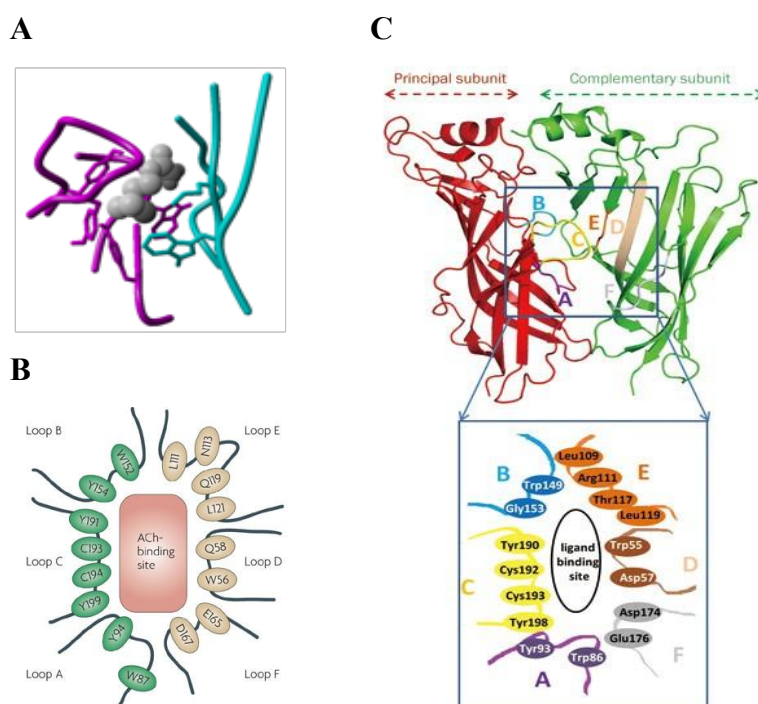 A
C
Principal subunit
Complementary subunit
B
E
D
C
A
F
B
Loop B
Loop E
W152
L111
N113
Y154
Q119
L121
Y191
C193
C194
Y199
Loop C
ACh-
binding
site
Q58
W56
Loop D
Y94
W87
E165
D167
Loop A
Loop F
B
Leu109
Arg111
E
Trp149
Gly153
Thr117
Leu119
C
Tyr190
Cys192
Cys193
Tyr198
ligand
binding
site
Trp55
Asp57
D
Asp174
Glu176
F
Tyr93
Trp86
A